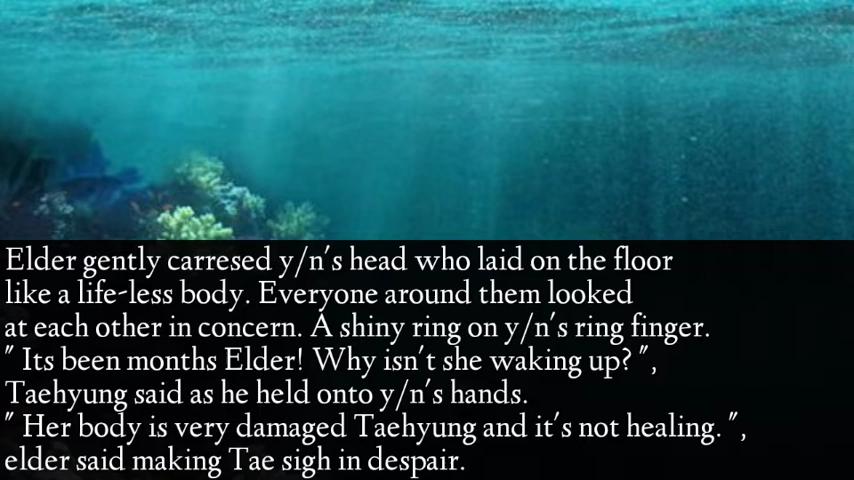 Elder gently carresed y/n's head who laid on the floor
like a life-less body. Everyone around them looked
at each other in concern. A shiny ring on y/n's ring finger.
" Its been months Elder! Why isn't she waking up? ",
Taehyung said as he held onto y/n's hands.
" Her body is very damaged Taehyung and it's not healing. ",
elder said making Tae sigh in despair.